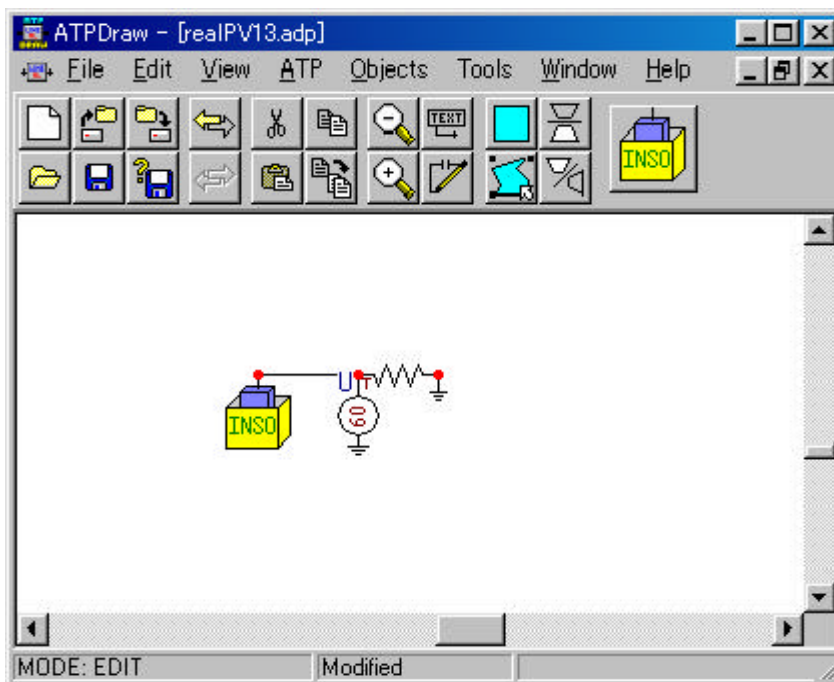 ATPDraw - [realPV13.adp]
File Edit View ATP Objects Tools Window Help
TEXT
INSO
U T
INSO
60
MODE: EDIT Modified